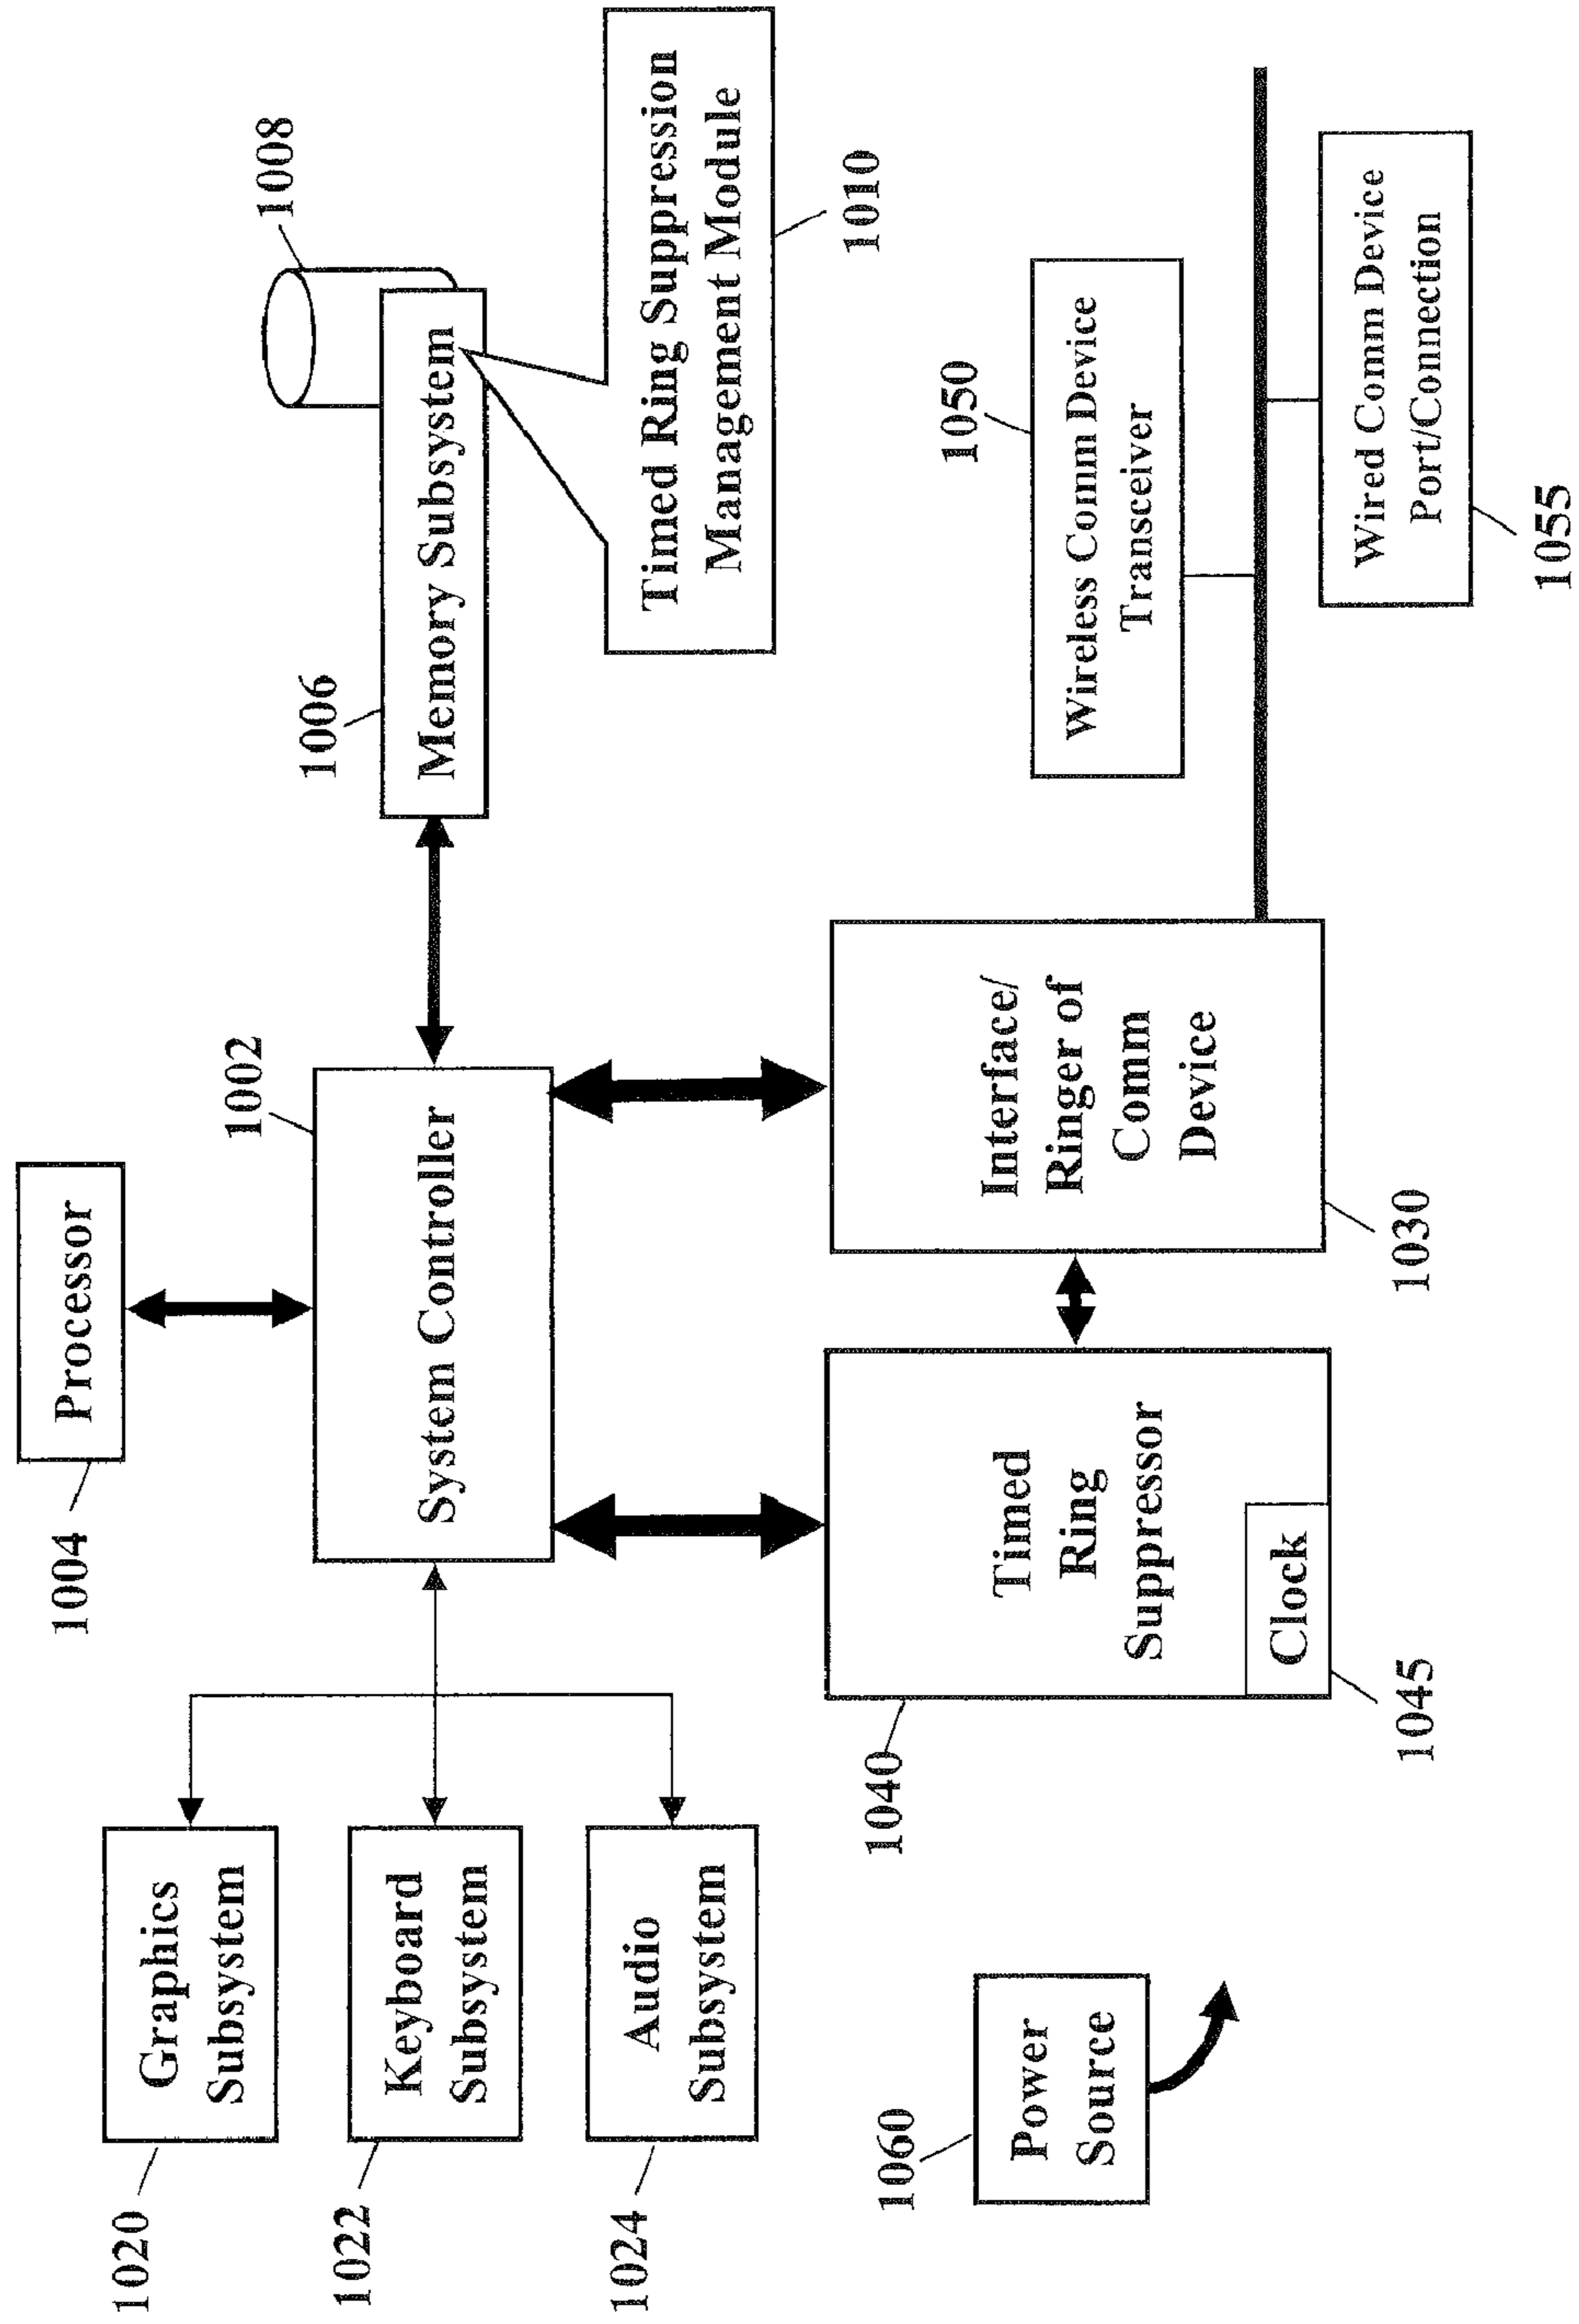 1004
Processor
1002
System Controller
1006
Memory Subsystem
1008
Timed Ring Suppression
Management Module
1010
1020
Graphics
Subsystem
1022
Keyboard
Subsystem
1024
Audio
Subsystem
1040
Timed
Ring
Suppressor
Clock
1045
Interface/
Ringer of
Comm
Device
1030
1050
Wireless Comm Device
Transceiver
Wired Comm Device
Port/Connection
1055
1060
Power
Source